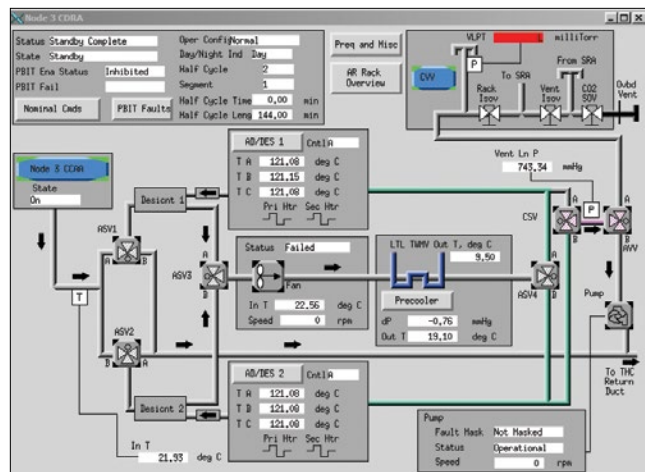 Node 3 CDRA
Status Standby Complete
State Standby
PBIT Ena Status Inhibited
PBIT Fail
Nominal Cmds
PBIT Faults
Oper Config Normal
Day/Night Ind Day
Half Cycle 2
Segment 1
Half Cycle Time 0,00 min
Half Cycle Leng 144,00 min
Preq and Misc
AR Rack
Overview
VLPT L milliTorr
P
CVV
To SRA
From SRA
Rack
Isov
Vent
Isov
CO2
SOV
Ovbd
Vent
Vent Ln P
743,34 mmHg
P
CSV
A
B
A
B
AVV
Node 3 CCAA
State
On
AD/DES 1 Cntl A
T A 121.08 deg C
T B 121.15 deg C
T C 121.08 deg C
Pri Htr Sec Htr
Desicnt 1
ASV1
A B
T
ASV3
A
B
Status Failed
Fan
In T 22.56 deg C
Speed 0 rpm
LTL TWMV Out T, deg C
9,50
Precooler
dP -0,76 mmHg
Out T 19,10 deg C
A
B
ASV4
Pump
ASV2
B A
To THC
Return
Duct
Desicnt 2
AD/DES 2 Cntl A
T A 121.08 deg C
T B 121.08 deg C
T C 121.08 deg C
Pri Htr Sec Htr
In T
21.93 deg C
Pump
Fault Mask Not Masked
Status Operational
Speed 0 rpm